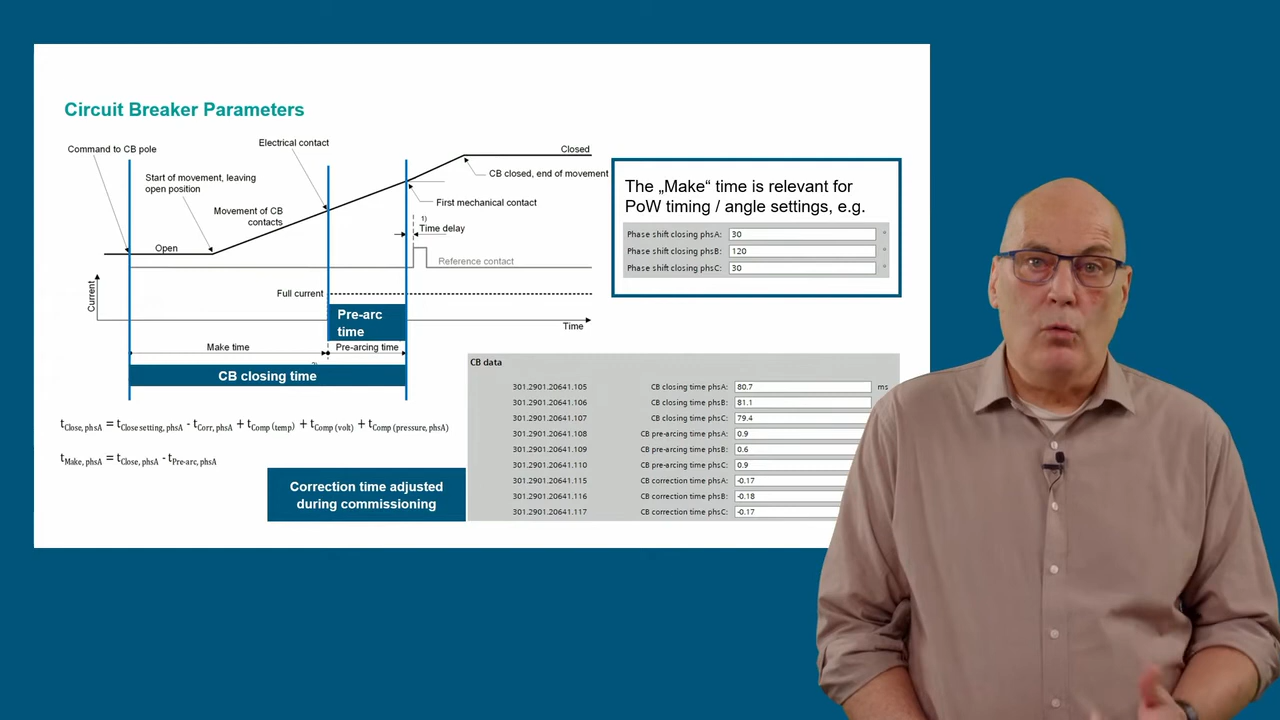 Circuit Breaker Parameters
Command to CB pole
Electrical contact
Closed
Start of movement, leaving
open position
CB closed, end of movement
Movement of CB
contacts
First mechanical contact
1)
Time delay
Open
Reference contact
Current
Full current
Pre-arc
time
Time
Make time
Pre-arcing time
CB closing time
tClose, phsA = tClose setting, phsA - tCorr, phsA + tComp (temp) + tComp (volt) + tComp (pressure, phsA)
tMake, phsA = tClose, phsA - tPre-arc, phsA
Correction time adjusted
during commissioning
The „Make“ time is relevant for
PoW timing / angle settings, e.g.
Phase shift closing phsA: 30 °
Phase shift closing phsB: 120 °
Phase shift closing phsC: 30 °
CB data
301.2901.20641.105 CB closing time phsA: 80.7 ms
301.2901.20641.106 CB closing time phsB: 81.1
301.2901.20641.107 CB closing time phsC: 79.4
301.2901.20641.108 CB pre-arcing time phsA: 0.9
301.2901.20641.109 CB pre-arcing time phsB: 0.6
301.2901.20641.110 CB pre-arcing time phsC: 0.9
301.2901.20641.115 CB correction time phsA: -0.17
301.2901.20641.116 CB correction time phsB: -0.18
301.2901.20641.117 CB correction time phsC: -0.17